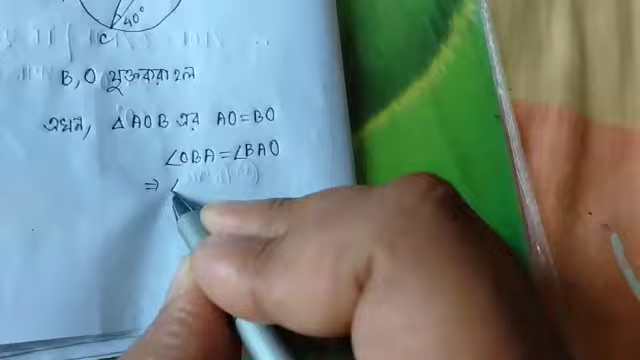 40°
C
B, O যুক্ত করা হল
এখন, △AOB এর AO = BO
∠OBA = ∠BAO
⇒ ∠